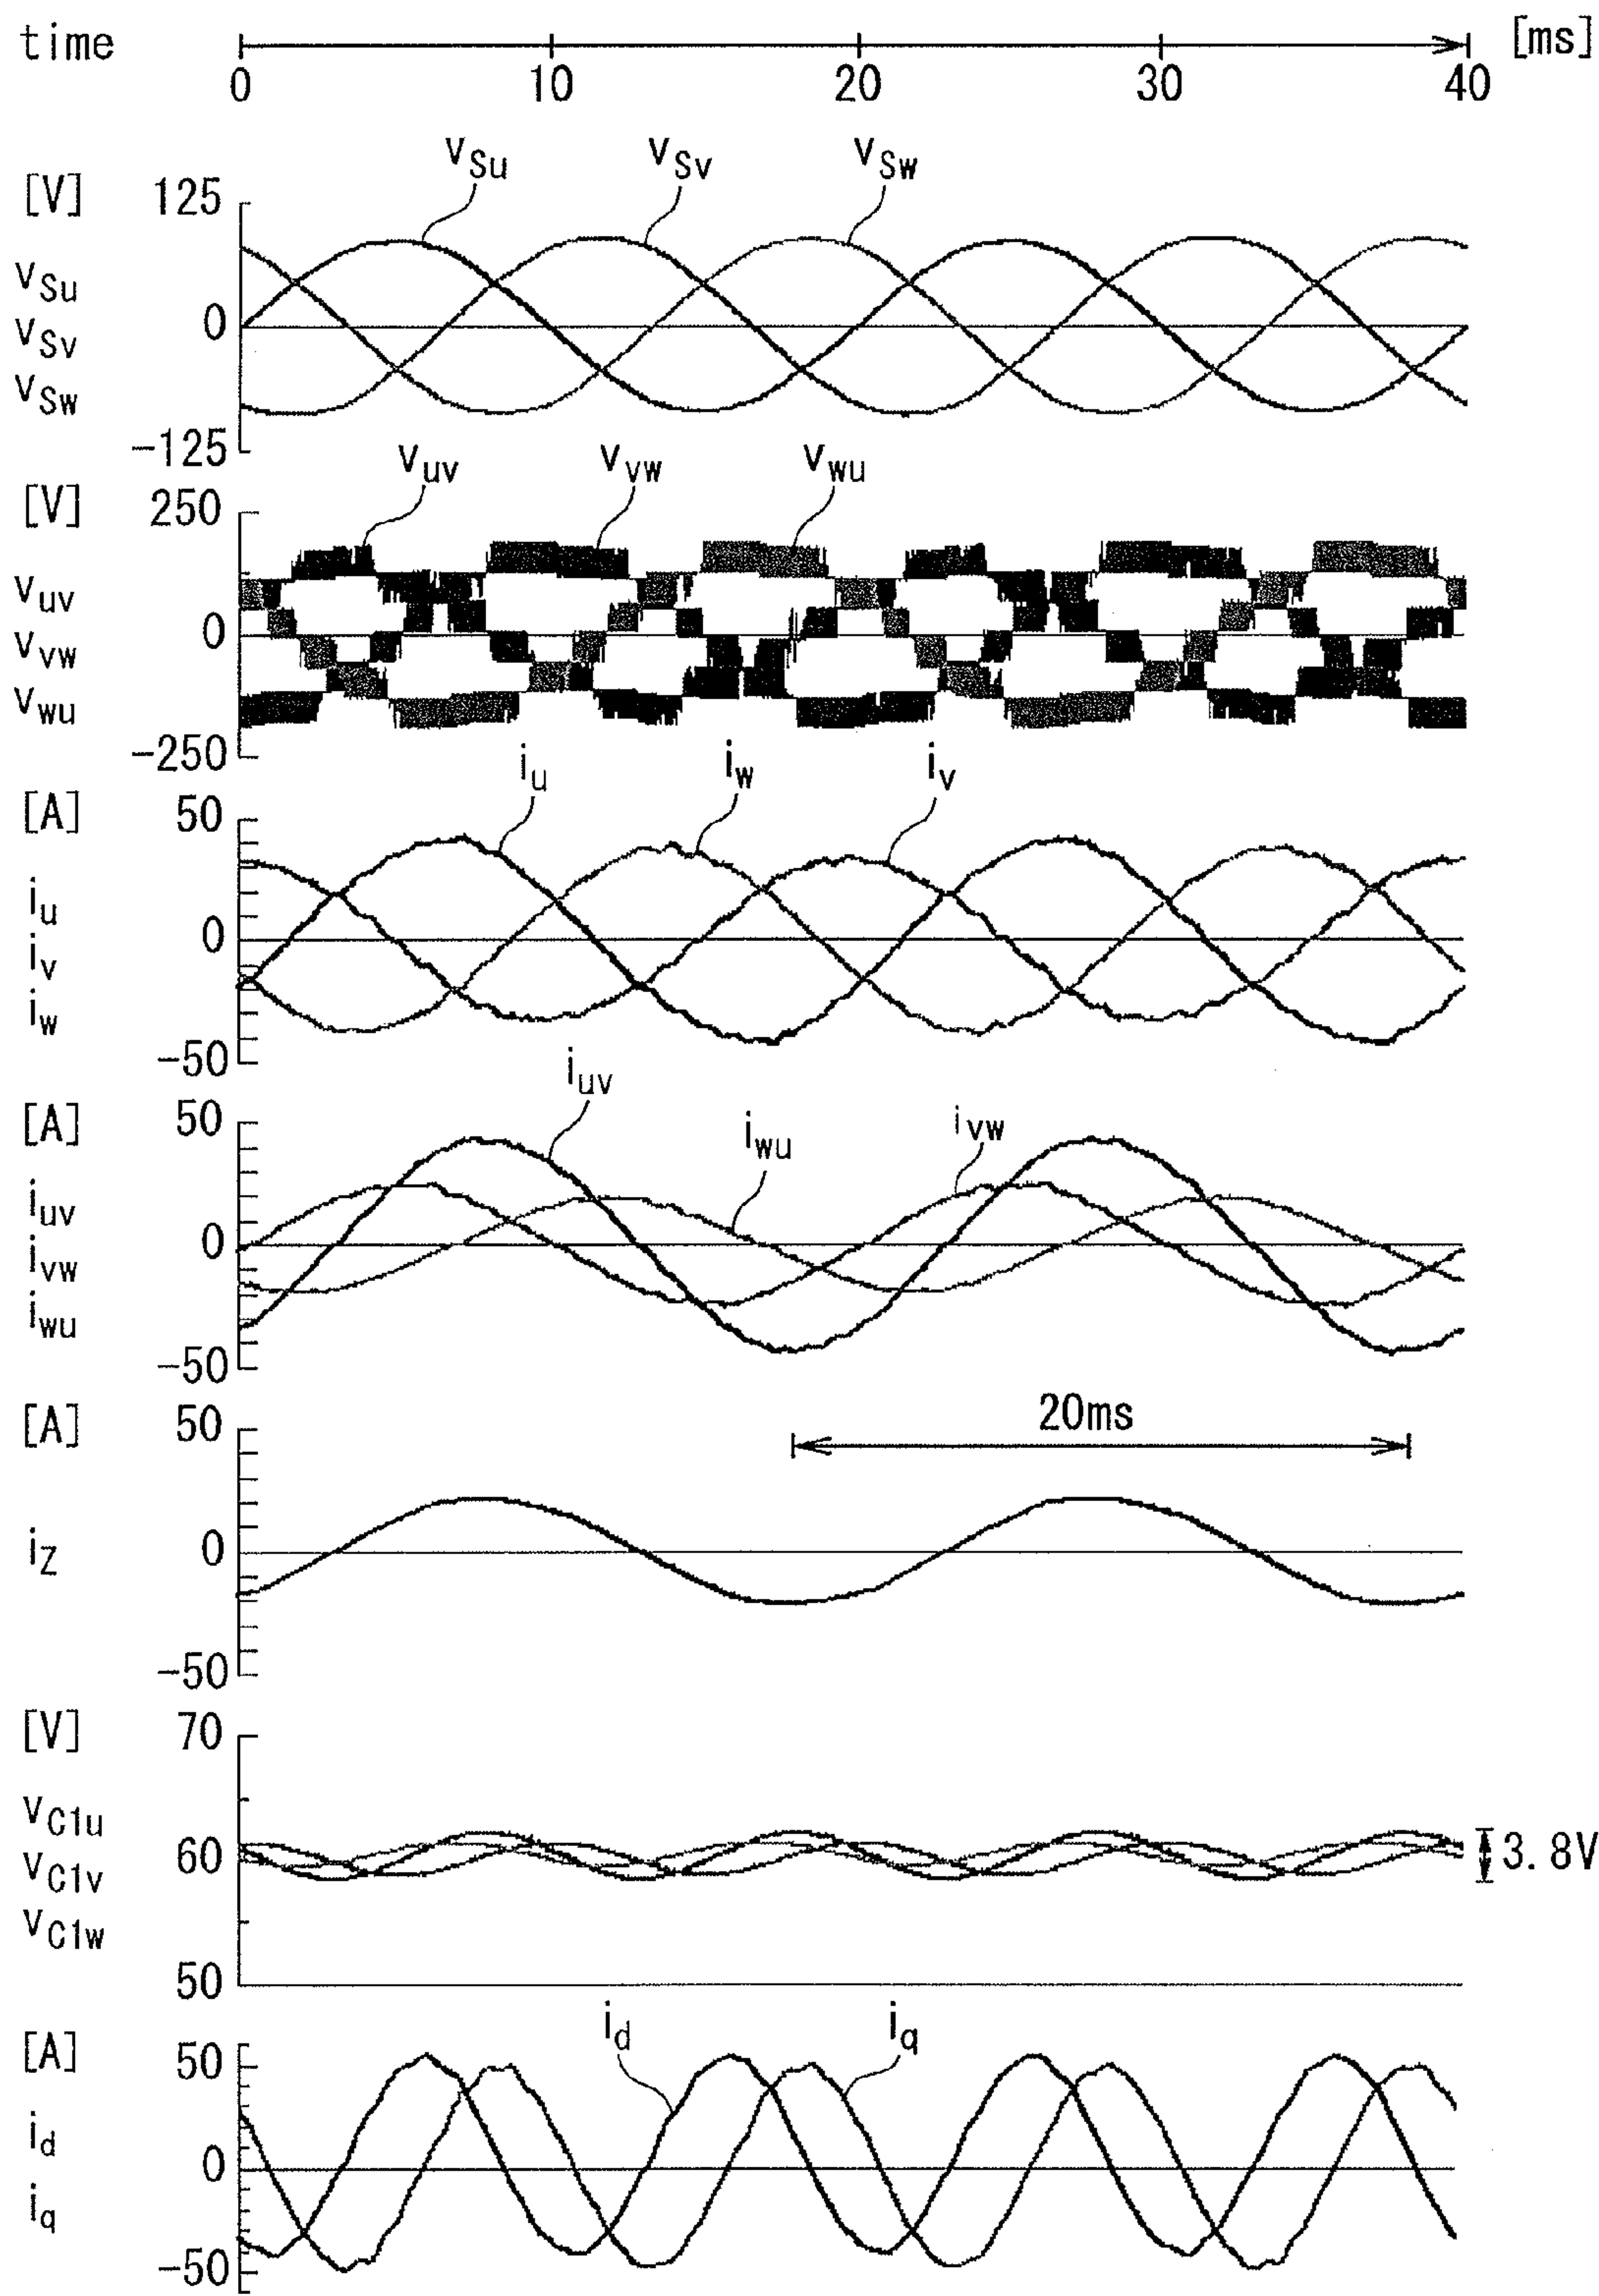 time
[ms]
0 10 20 30 40
vSu vSv vSw
[V] 125
vSu
0
vSv
vSw
-125
vuv vvw vwu
[V] 250
vuv
0
vvw
vwu
-250
iu iw iv
[A] 50
iu
0
iv
iw
-50
iuv iwu ivw
[A] 50
iuv
0
ivw
iwu
-50
[A] 50
20ms
iZ 0
-50
[V] 70
vC1u
60
vC1v
3.8V
vC1w
50
id iq
[A] 50
id
0
iq
-50